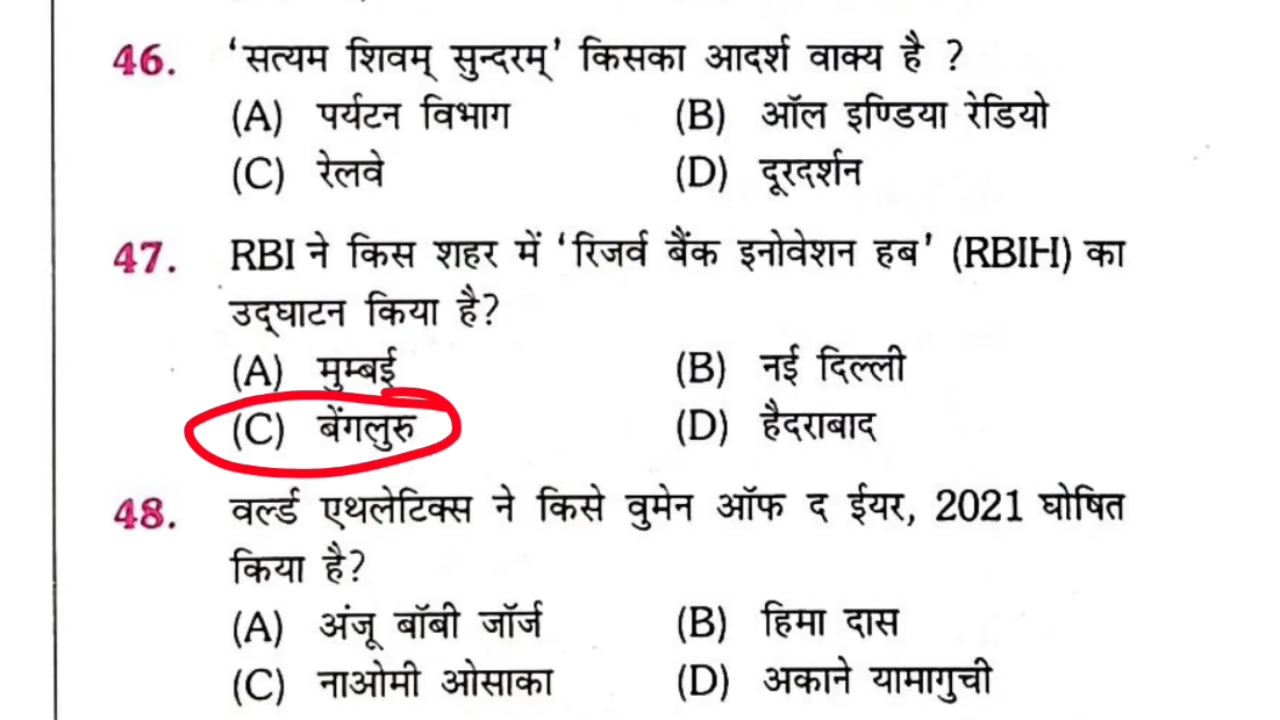 46. 'सत्यम शिवम् सुन्दरम्' किसका आदर्श वाक्य है ?
(A) पर्यटन विभाग (B) ऑल इण्डिया रेडियो
(C) रेलवे (D) दूरदर्शन
47. RBI ने किस शहर में 'रिजर्व बैंक इनोवेशन हब' (RBIH) का
उद्घाटन किया है?
(A) मुम्बई (B) नई दिल्ली
(C) बेंगलुरु (D) हैदराबाद
48. वर्ल्ड एथलेटिक्स ने किसे वुमेन ऑफ द ईयर, 2021 घोषित
किया है?
(A) अंजू बॉबी जॉर्ज (B) हिमा दास
(C) नाओमी ओसाका (D) अकाने यामागुची